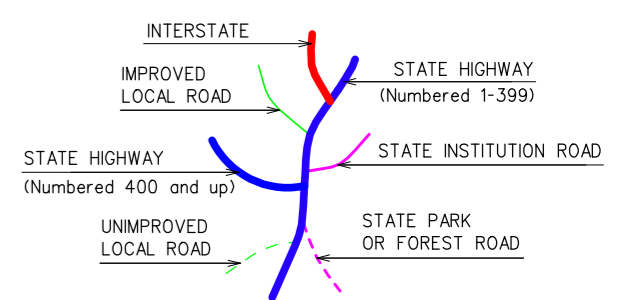 INTERSTATE
IMPROVED
LOCAL ROAD
STATE HIGHWAY
(Numbered 1-399)
STATE HIGHWAY
(Numbered 400 and up)
STATE INSTITUTION ROAD
UNIMPROVED
LOCAL ROAD
STATE PARK
OR FOREST ROAD